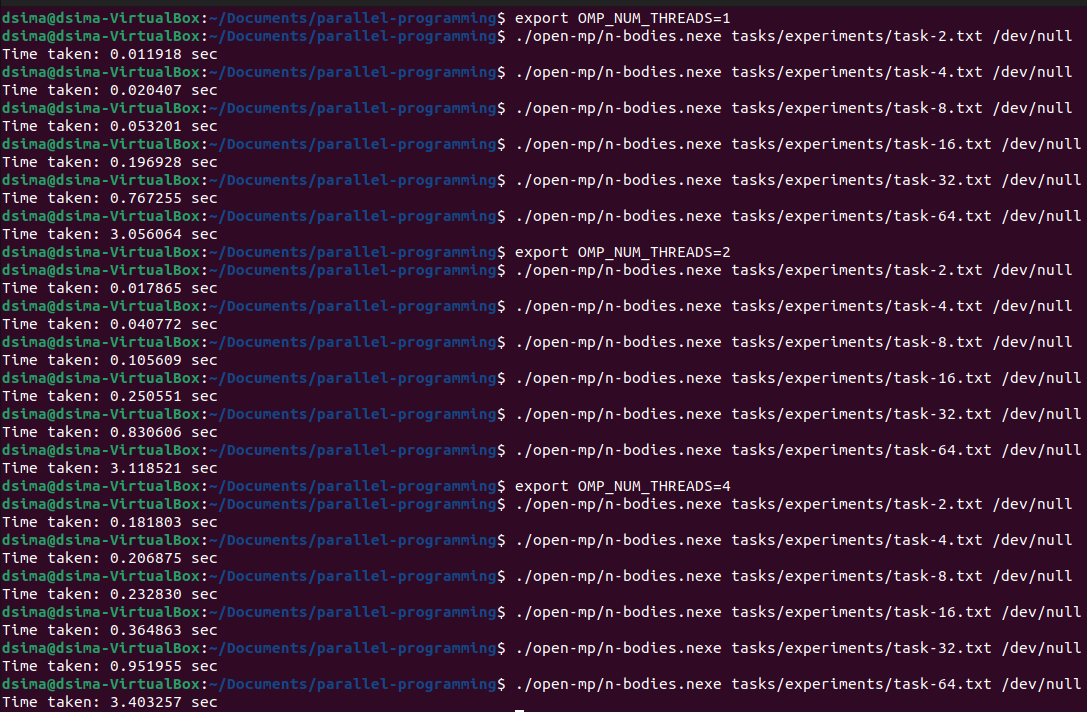 dsima@dsima-VirtualBox:~/Documents/parallel-programming$ export OMP_NUM_THREADS=1
dsima@dsima-VirtualBox:~/Documents/parallel-programming$ ./open-mp/n-bodies.nexe tasks/experiments/task-2.txt /dev/null
Time taken: 0.011918 sec
dsima@dsima-VirtualBox:~/Documents/parallel-programming$ ./open-mp/n-bodies.nexe tasks/experiments/task-4.txt /dev/null
Time taken: 0.020407 sec
dsima@dsima-VirtualBox:~/Documents/parallel-programming$ ./open-mp/n-bodies.nexe tasks/experiments/task-8.txt /dev/null
Time taken: 0.053201 sec
dsima@dsima-VirtualBox:~/Documents/parallel-programming$ ./open-mp/n-bodies.nexe tasks/experiments/task-16.txt /dev/null
Time taken: 0.196928 sec
dsima@dsima-VirtualBox:~/Documents/parallel-programming$ ./open-mp/n-bodies.nexe tasks/experiments/task-32.txt /dev/null
Time taken: 0.767255 sec
dsima@dsima-VirtualBox:~/Documents/parallel-programming$ ./open-mp/n-bodies.nexe tasks/experiments/task-64.txt /dev/null
Time taken: 3.056064 sec
dsima@dsima-VirtualBox:~/Documents/parallel-programming$ export OMP_NUM_THREADS=2
dsima@dsima-VirtualBox:~/Documents/parallel-programming$ ./open-mp/n-bodies.nexe tasks/experiments/task-2.txt /dev/null
Time taken: 0.017865 sec
dsima@dsima-VirtualBox:~/Documents/parallel-programming$ ./open-mp/n-bodies.nexe tasks/experiments/task-4.txt /dev/null
Time taken: 0.040772 sec
dsima@dsima-VirtualBox:~/Documents/parallel-programming$ ./open-mp/n-bodies.nexe tasks/experiments/task-8.txt /dev/null
Time taken: 0.105609 sec
dsima@dsima-VirtualBox:~/Documents/parallel-programming$ ./open-mp/n-bodies.nexe tasks/experiments/task-16.txt /dev/null
Time taken: 0.250551 sec
dsima@dsima-VirtualBox:~/Documents/parallel-programming$ ./open-mp/n-bodies.nexe tasks/experiments/task-32.txt /dev/null
Time taken: 0.830606 sec
dsima@dsima-VirtualBox:~/Documents/parallel-programming$ ./open-mp/n-bodies.nexe tasks/experiments/task-64.txt /dev/null
Time taken: 3.118521 sec
dsima@dsima-VirtualBox:~/Documents/parallel-programming$ export OMP_NUM_THREADS=4
dsima@dsima-VirtualBox:~/Documents/parallel-programming$ ./open-mp/n-bodies.nexe tasks/experiments/task-2.txt /dev/null
Time taken: 0.181803 sec
dsima@dsima-VirtualBox:~/Documents/parallel-programming$ ./open-mp/n-bodies.nexe tasks/experiments/task-4.txt /dev/null
Time taken: 0.206875 sec
dsima@dsima-VirtualBox:~/Documents/parallel-programming$ ./open-mp/n-bodies.nexe tasks/experiments/task-8.txt /dev/null
Time taken: 0.232830 sec
dsima@dsima-VirtualBox:~/Documents/parallel-programming$ ./open-mp/n-bodies.nexe tasks/experiments/task-16.txt /dev/null
Time taken: 0.364863 sec
dsima@dsima-VirtualBox:~/Documents/parallel-programming$ ./open-mp/n-bodies.nexe tasks/experiments/task-32.txt /dev/null
Time taken: 0.951955 sec
dsima@dsima-VirtualBox:~/Documents/parallel-programming$ ./open-mp/n-bodies.nexe tasks/experiments/task-64.txt /dev/null
Time taken: 3.403257 sec